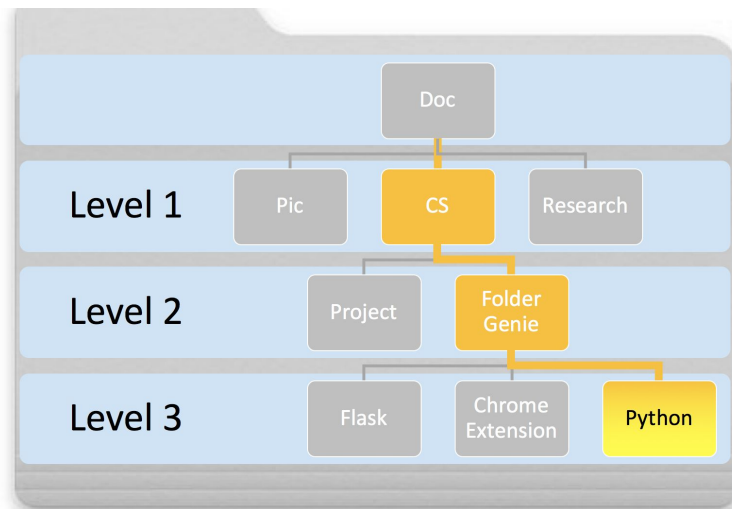 Doc
Level 1
Pic
CS
Research
Level 2
Project
Folder
Genie
Level 3
Flask
Chrome
Extension
Python